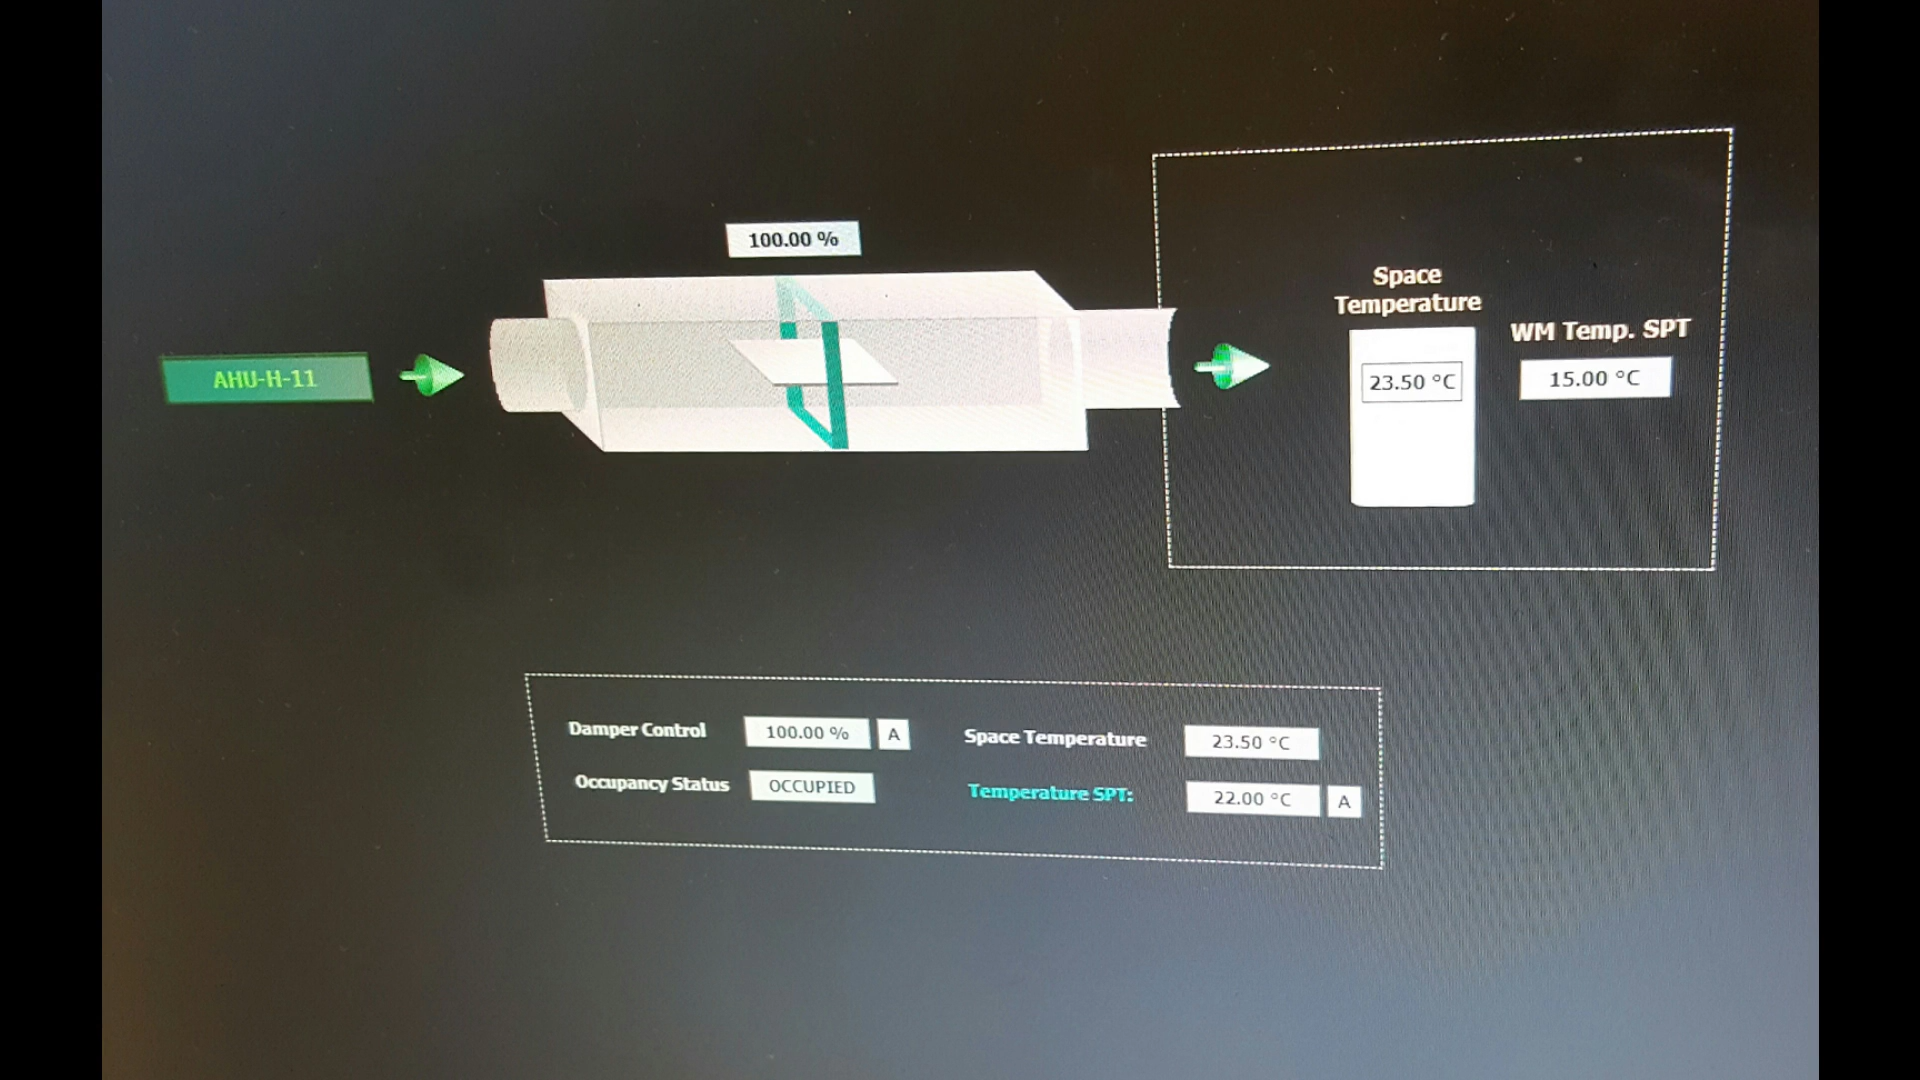 100.00 %
AHU-H-11
Space
Temperature
23.50 °C
WM Temp. SPT
15.00 °C
Damper Control 100.00 % A
Space Temperature 23.50 °C
Occupancy Status OCCUPIED
Temperature SPT: 22.00 °C A